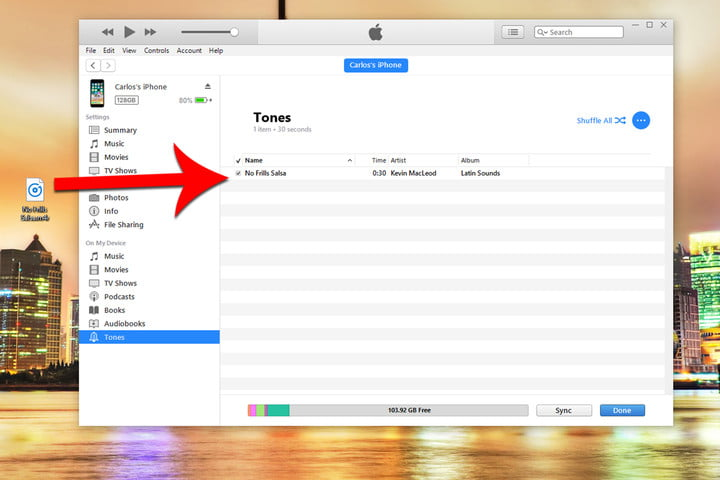 Search
File Edit View Controls Account Help
Carlos's iPhone
Carlos's iPhone
128GB 80%
Settings
Summary
Music
Movies
TV Shows
Photos
Info
File Sharing
On My Device
Music
Movies
TV Shows
Podcasts
Books
Audiobooks
Tones
Tones
1 item • 30 seconds
Shuffle All
Name Time Artist Album
No Frills Salsa 0:30 Kevin MacLeod Latin Sounds
103.92 GB Free
Sync Done
No Frills
Salsa.m4r